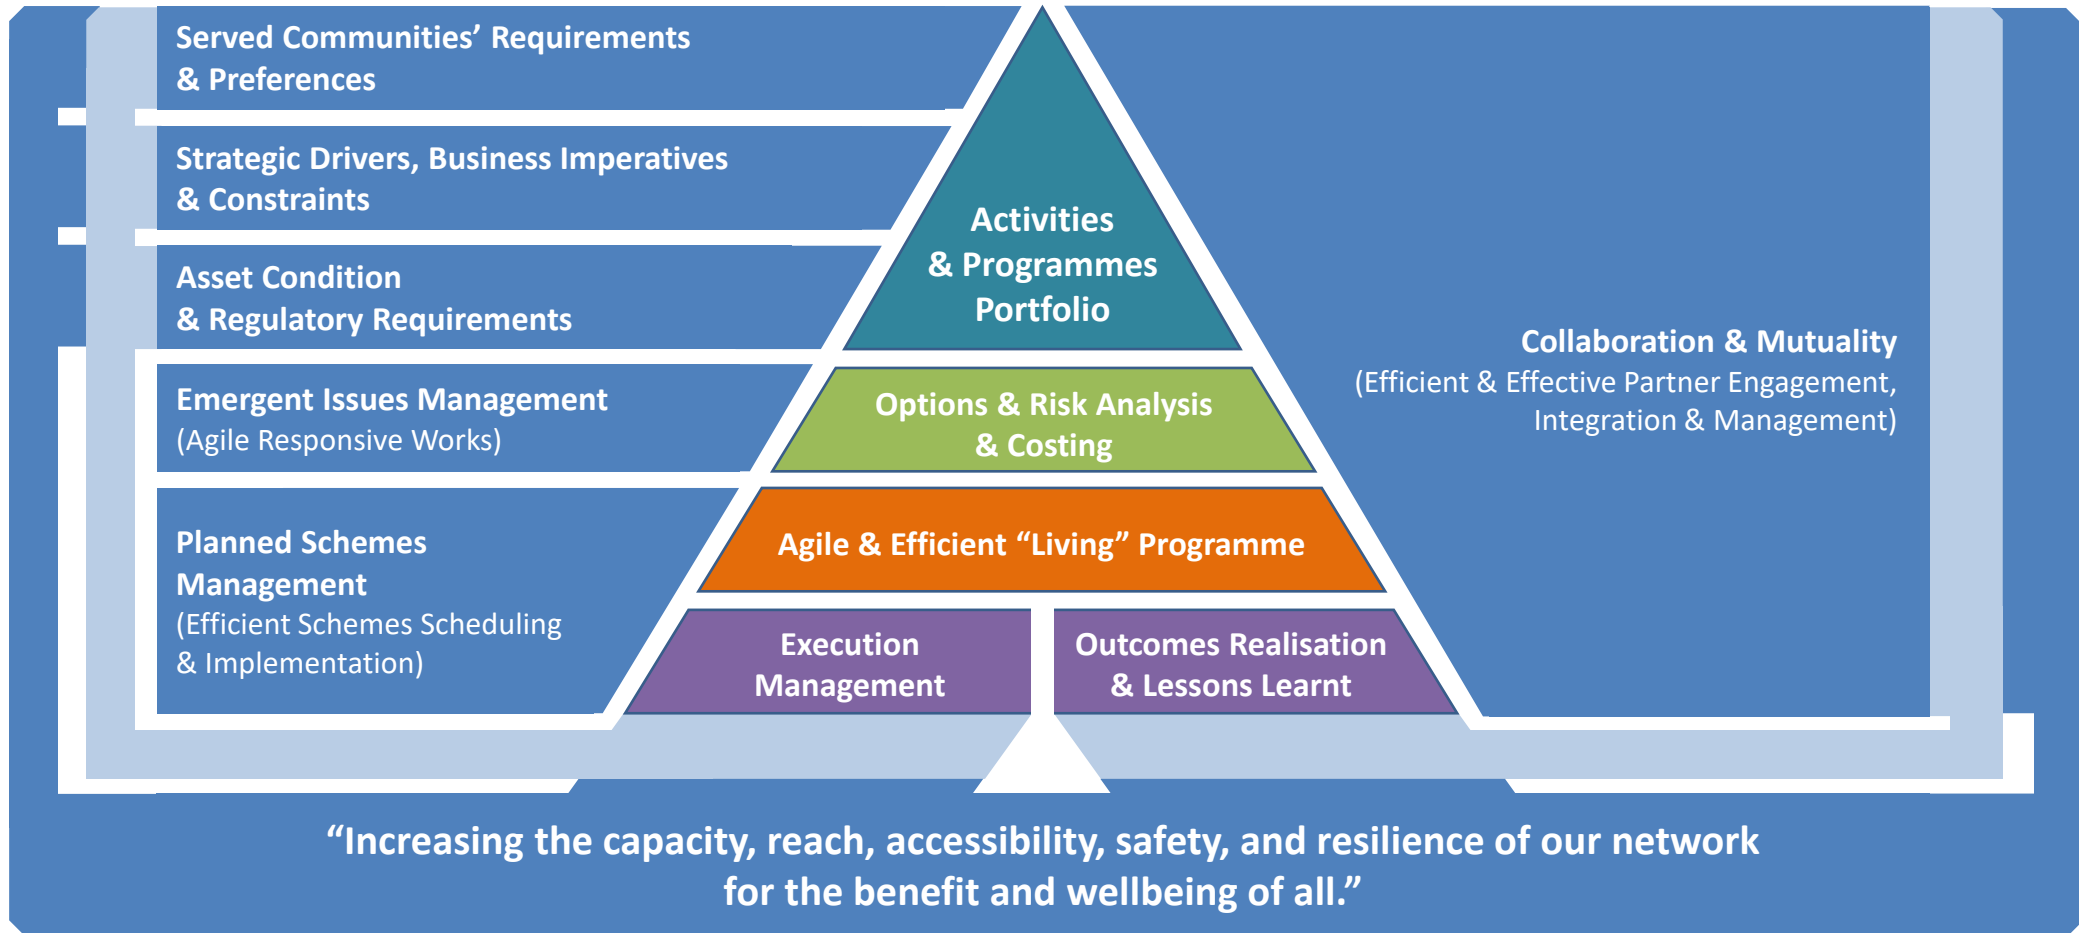 Served Communities’ Requirements
& Preferences
Strategic Drivers, Business Imperatives
& Constraints
Asset Condition
& Regulatory Requirements
Emergent Issues Management
(Agile Responsive Works)
Planned Schemes
Management
(Efficient Schemes Scheduling
& Implementation)
Activities
& Programmes
Portfolio
Options & Risk Analysis
& Costing
Agile & Efficient “Living” Programme
Execution
Management
Outcomes Realisation
& Lessons Learnt
Collaboration & Mutuality
(Efficient & Effective Partner Engagement,
Integration & Management)
“Increasing the capacity, reach, accessibility, safety, and resilience of our network
for the benefit and wellbeing of all.”